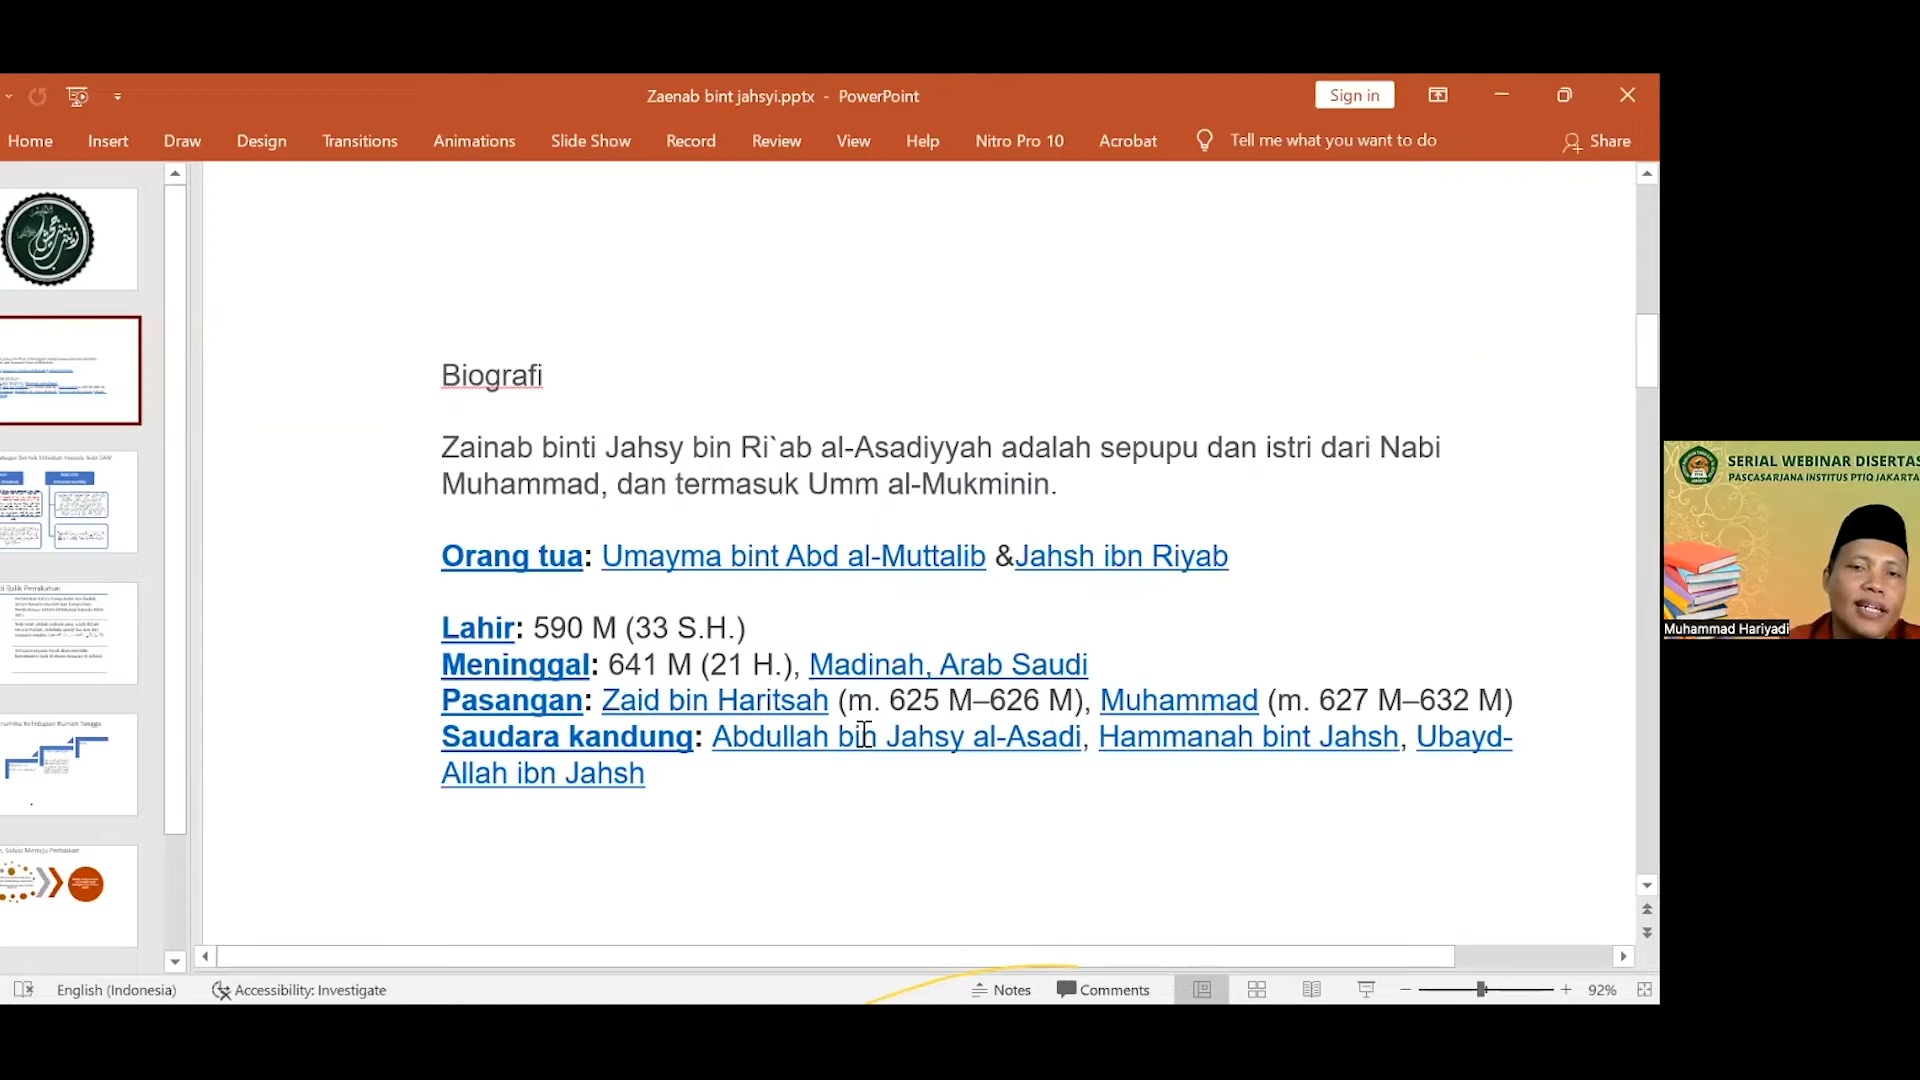 Zaenab bint jahsyi.pptx - PowerPoint
Sign in
Home Insert Draw Design Transitions Animations Slide Show Record Review View Help Nitro Pro 10 Acrobat Tell me what you want to do Share
Biografi
Zainab binti Jahsy bin Ri`ab al-Asadiyyah adalah sepupu dan istri dari Nabi
Muhammad, dan termasuk Umm al-Mukminin.
Orang tua: Umayma bint Abd al-Muttalib &Jahsh ibn Riyab
Lahir: 590 M (33 S.H.)
Meninggal: 641 M (21 H.), Madinah, Arab Saudi
Pasangan: Zaid bin Haritsah (m. 625 M–626 M), Muhammad (m. 627 M–632 M)
Saudara kandung: Abdullah bin Jahsy al-Asadi, Hammanah bint Jahsh, Ubayd-
Allah ibn Jahsh
SERIAL WEBINAR DISERTAS
PASCASARJANA INSTITUS PTIQ JAKARTA
Muhammad Hariyadi
English (Indonesia) Accessibility: Investigate Notes Comments 92%